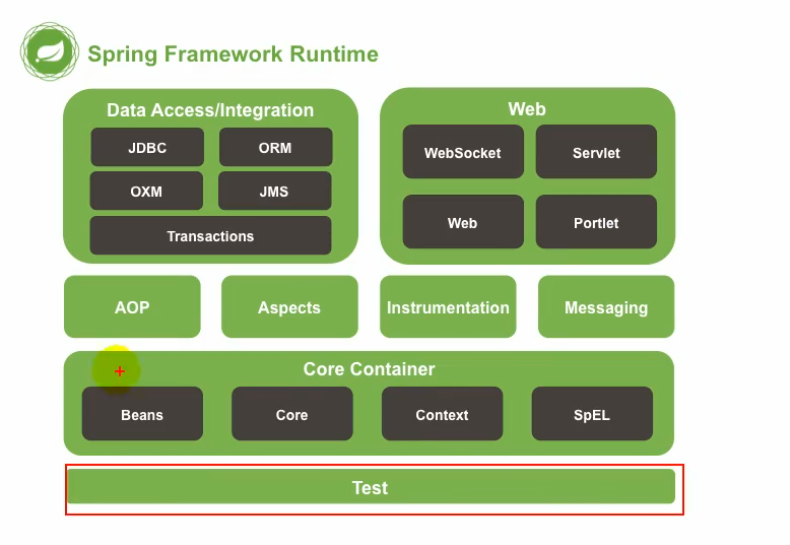 Spring Framework Runtime
Data Access/Integration
JDBC
ORM
OXM
JMS
Transactions
Web
WebSocket
Servlet
Web
Portlet
AOP
Aspects
Instrumentation
Messaging
Core Container
Beans
Core
Context
SpEL
Test